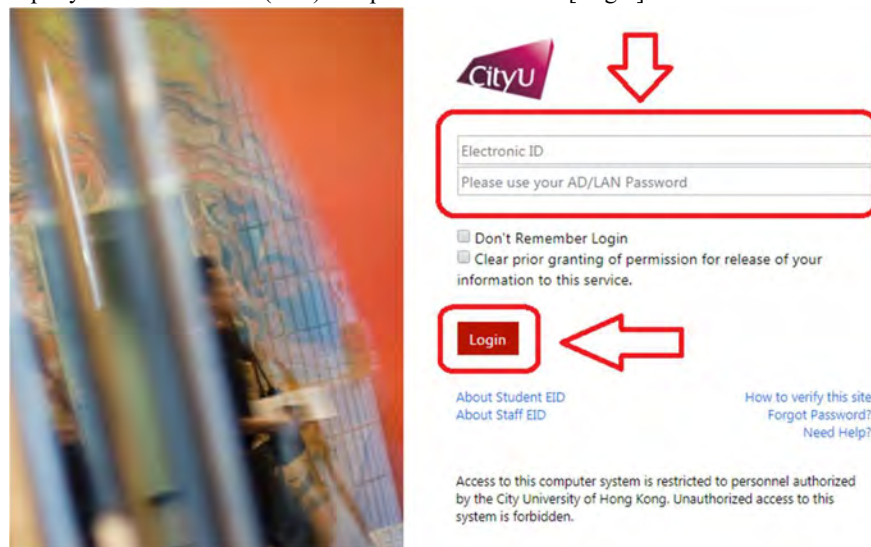 CityU
Electronic ID
Please use your AD/LAN Password
Don't Remember Login
Clear prior granting of permission for release of your
information to this service.
Login
About Student EID
About Staff EID
How to verify this site
Forgot Password?
Need Help?
Access to this computer system is restricted to personnel authorized
by the City University of Hong Kong. Unauthorized access to this
system is forbidden.